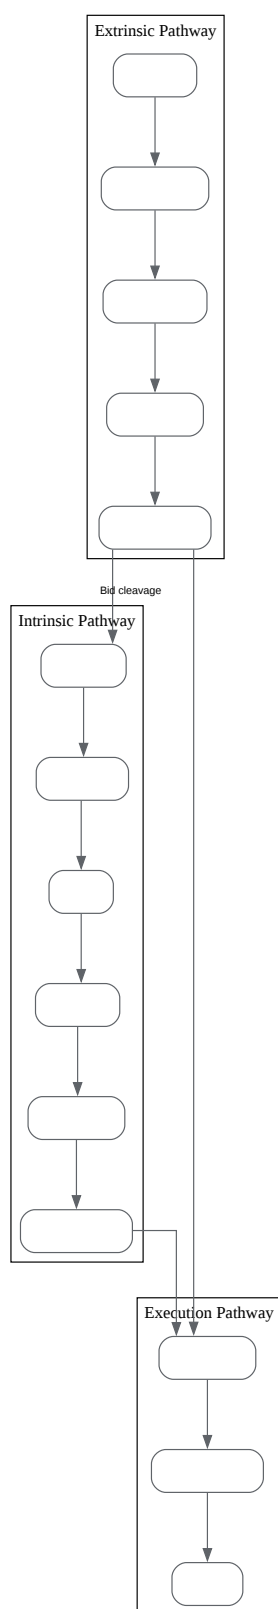 Extrinsic Pathway
Bid cleavage
Intrinsic Pathway
Execution Pathway